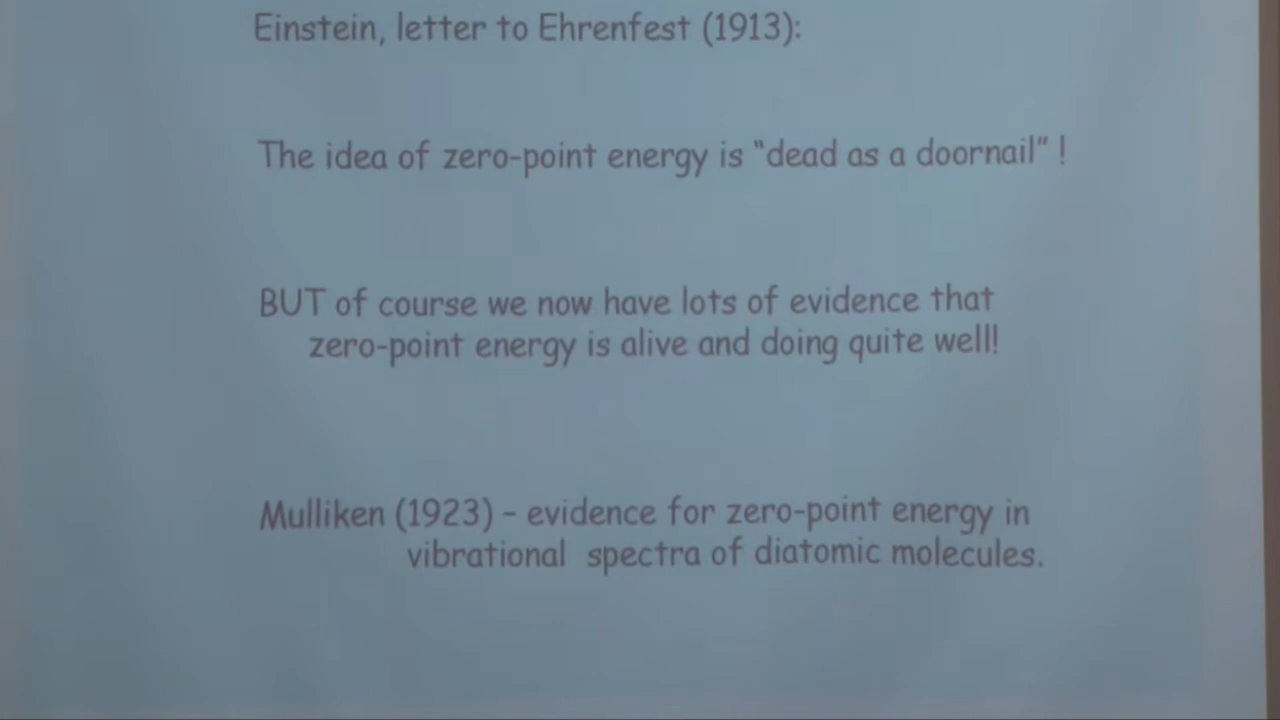 Einstein, letter to Ehrenfest (1913):
The idea of zero-point energy is “dead as a doornail” !
BUT of course we now have lots of evidence that
zero-point energy is alive and doing quite well!
Mulliken (1923) – evidence for zero-point energy in
vibrational spectra of diatomic molecules.